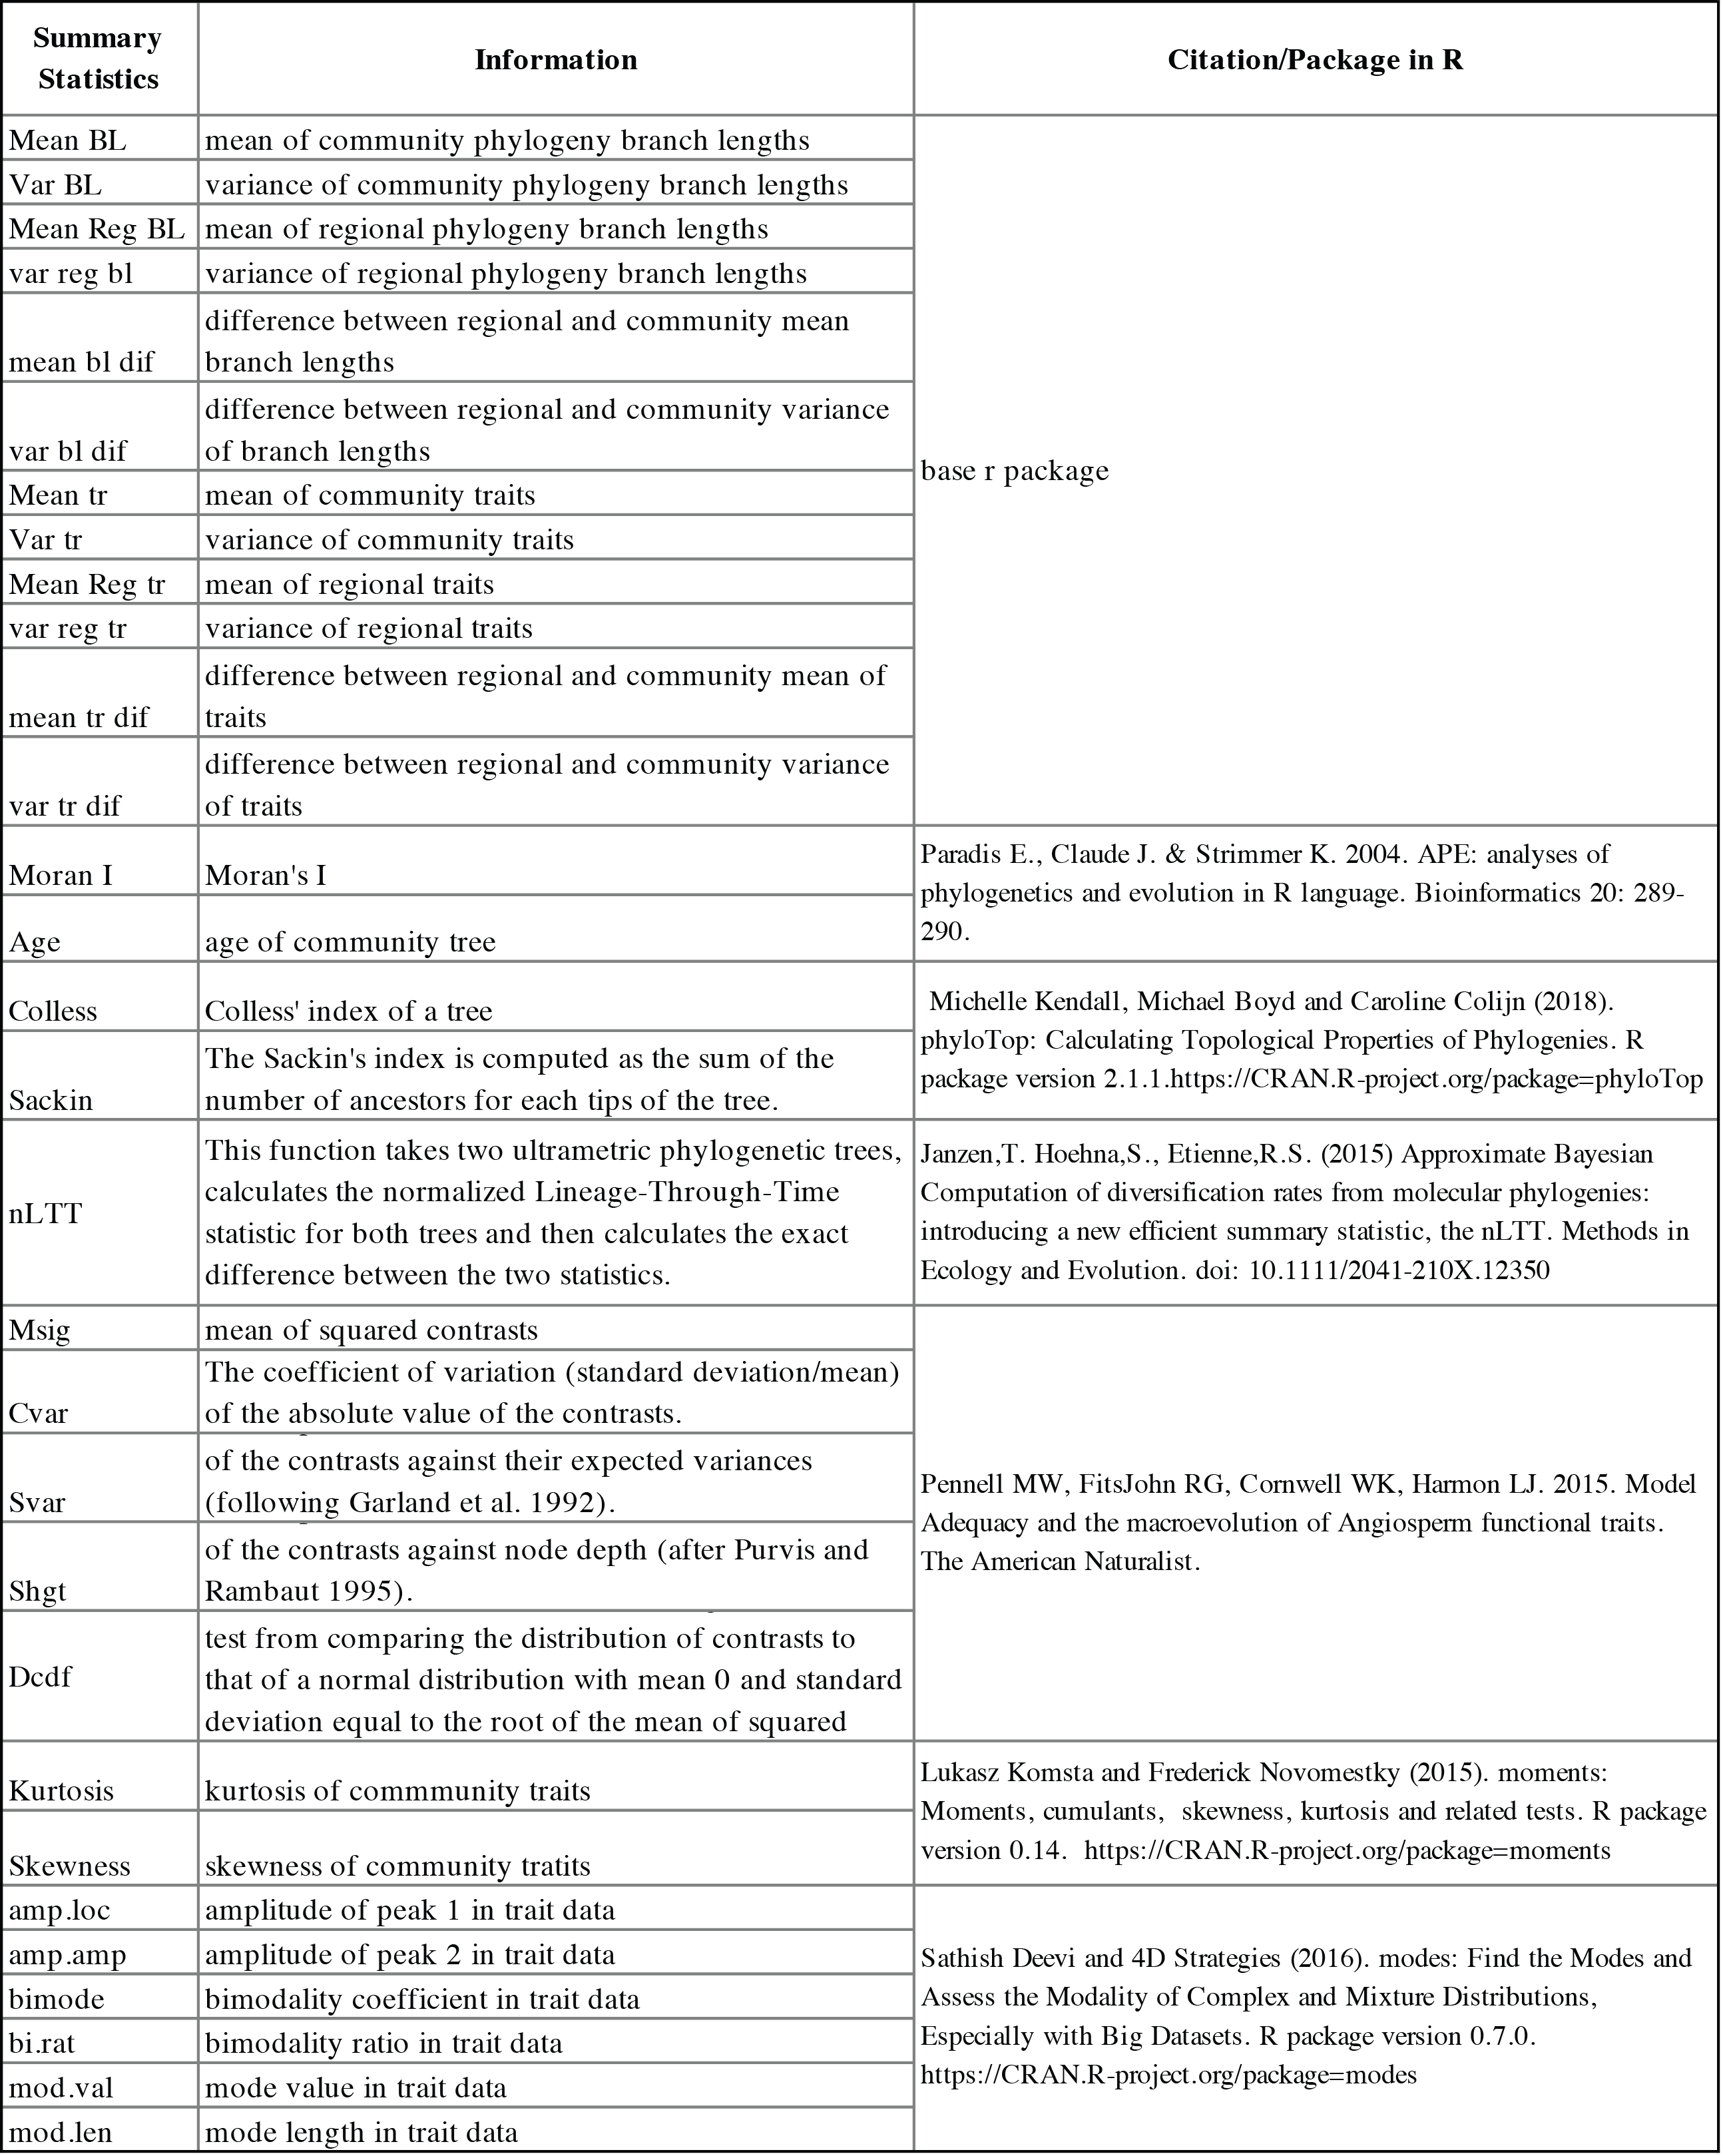 Summary
Statistics
Information
Citation/Package in R
Mean BL
mean of community phylogeny branch lengths
Var BL
variance of community phylogeny branch lengths
Mean Reg BL
mean of regional phylogeny branch lengths
var reg bl
variance of regional phylogeny branch lengths
mean bl dif
difference between regional and community mean
branch lengths
var bl dif
difference between regional and community variance
of branch lengths
Mean tr
mean of community traits
Var tr
variance of community traits
Mean Reg tr
mean of regional traits
var reg tr
variance of regional traits
mean tr dif
difference between regional and community mean of
traits
var tr dif
difference between regional and community variance
of traits
base r package
Moran I
Moran's I
Age
age of community tree
Paradis E., Claude J. & Strimmer K. 2004. APE: analyses of
phylogenetics and evolution in R language. Bioinformatics 20: 289-
290.
Colless
Colless' index of a tree
Sackin
The Sackin's index is computed as the sum of the
number of ancestors for each tips of the tree.
Michelle Kendall, Michael Boyd and Caroline Colijn (2018).
phyloTop: Calculating Topological Properties of Phylogenies. R
package version 2.1.1.https://CRAN.R-project.org/package=phyloTop
nLTT
This function takes two ultrametric phylogenetic trees,
calculates the normalized Lineage-Through-Time
statistic for both trees and then calculates the exact
difference between the two statistics.
Janzen,T. Hoehna,S., Etienne,R.S. (2015) Approximate Bayesian
Computation of diversification rates from molecular phylogenies:
introducing a new efficient summary statistic, the nLTT. Methods in
Ecology and Evolution. doi: 10.1111/2041-210X.12350
Msig
mean of squared contrasts
Cvar
The coefficient of variation (standard deviation/mean)
of the absolute value of the contrasts.
Svar
of the contrasts against their expected variances
(following Garland et al. 1992).
Shgt
of the contrasts against node depth (after Purvis and
Rambaut 1995).
Dcdf
test from comparing the distribution of contrasts to
that of a normal distribution with mean 0 and standard
deviation equal to the root of the mean of squared
Pennell MW, FitsJohn RG, Cornwell WK, Harmon LJ. 2015. Model
Adequacy and the macroevolution of Angiosperm functional traits.
The American Naturalist.
Kurtosis
kurtosis of commmunity traits
Skewness
skewness of community tratits
Lukasz Komsta and Frederick Novomestky (2015). moments:
Moments, cumulants, skewness, kurtosis and related tests. R package
version 0.14. https://CRAN.R-project.org/package=moments
amp.loc
amplitude of peak 1 in trait data
amp.amp
amplitude of peak 2 in trait data
bimode
bimodality coefficient in trait data
bi.rat
bimodality ratio in trait data
mod.val
mode value in trait data
mod.len
mode length in trait data
Sathish Deevi and 4D Strategies (2016). modes: Find the Modes and
Assess the Modality of Complex and Mixture Distributions,
Especially with Big Datasets. R package version 0.7.0.
https://CRAN.R-project.org/package=modes